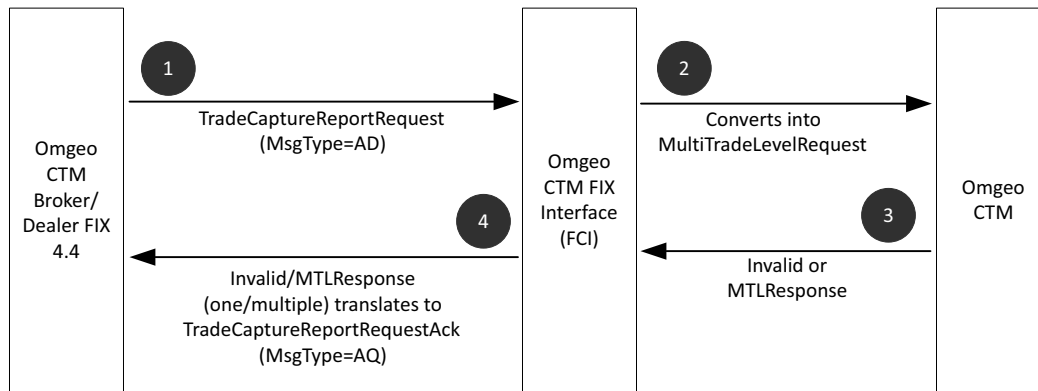 1
TradeCaptureReportRequest
(MsgType=AD)
2
Converts into
MultiTradeLevelRequest
Omgeo
CTM
Broker/
Dealer FIX
4.4
Omgeo
CTM FIX
Interface
(FCI)
Omgeo
CTM
3
Invalid or
MTLResponse
4
Invalid/MTLResponse
(one/multiple) translates to
TradeCaptureReportRequestAck
(MsgType=AQ)